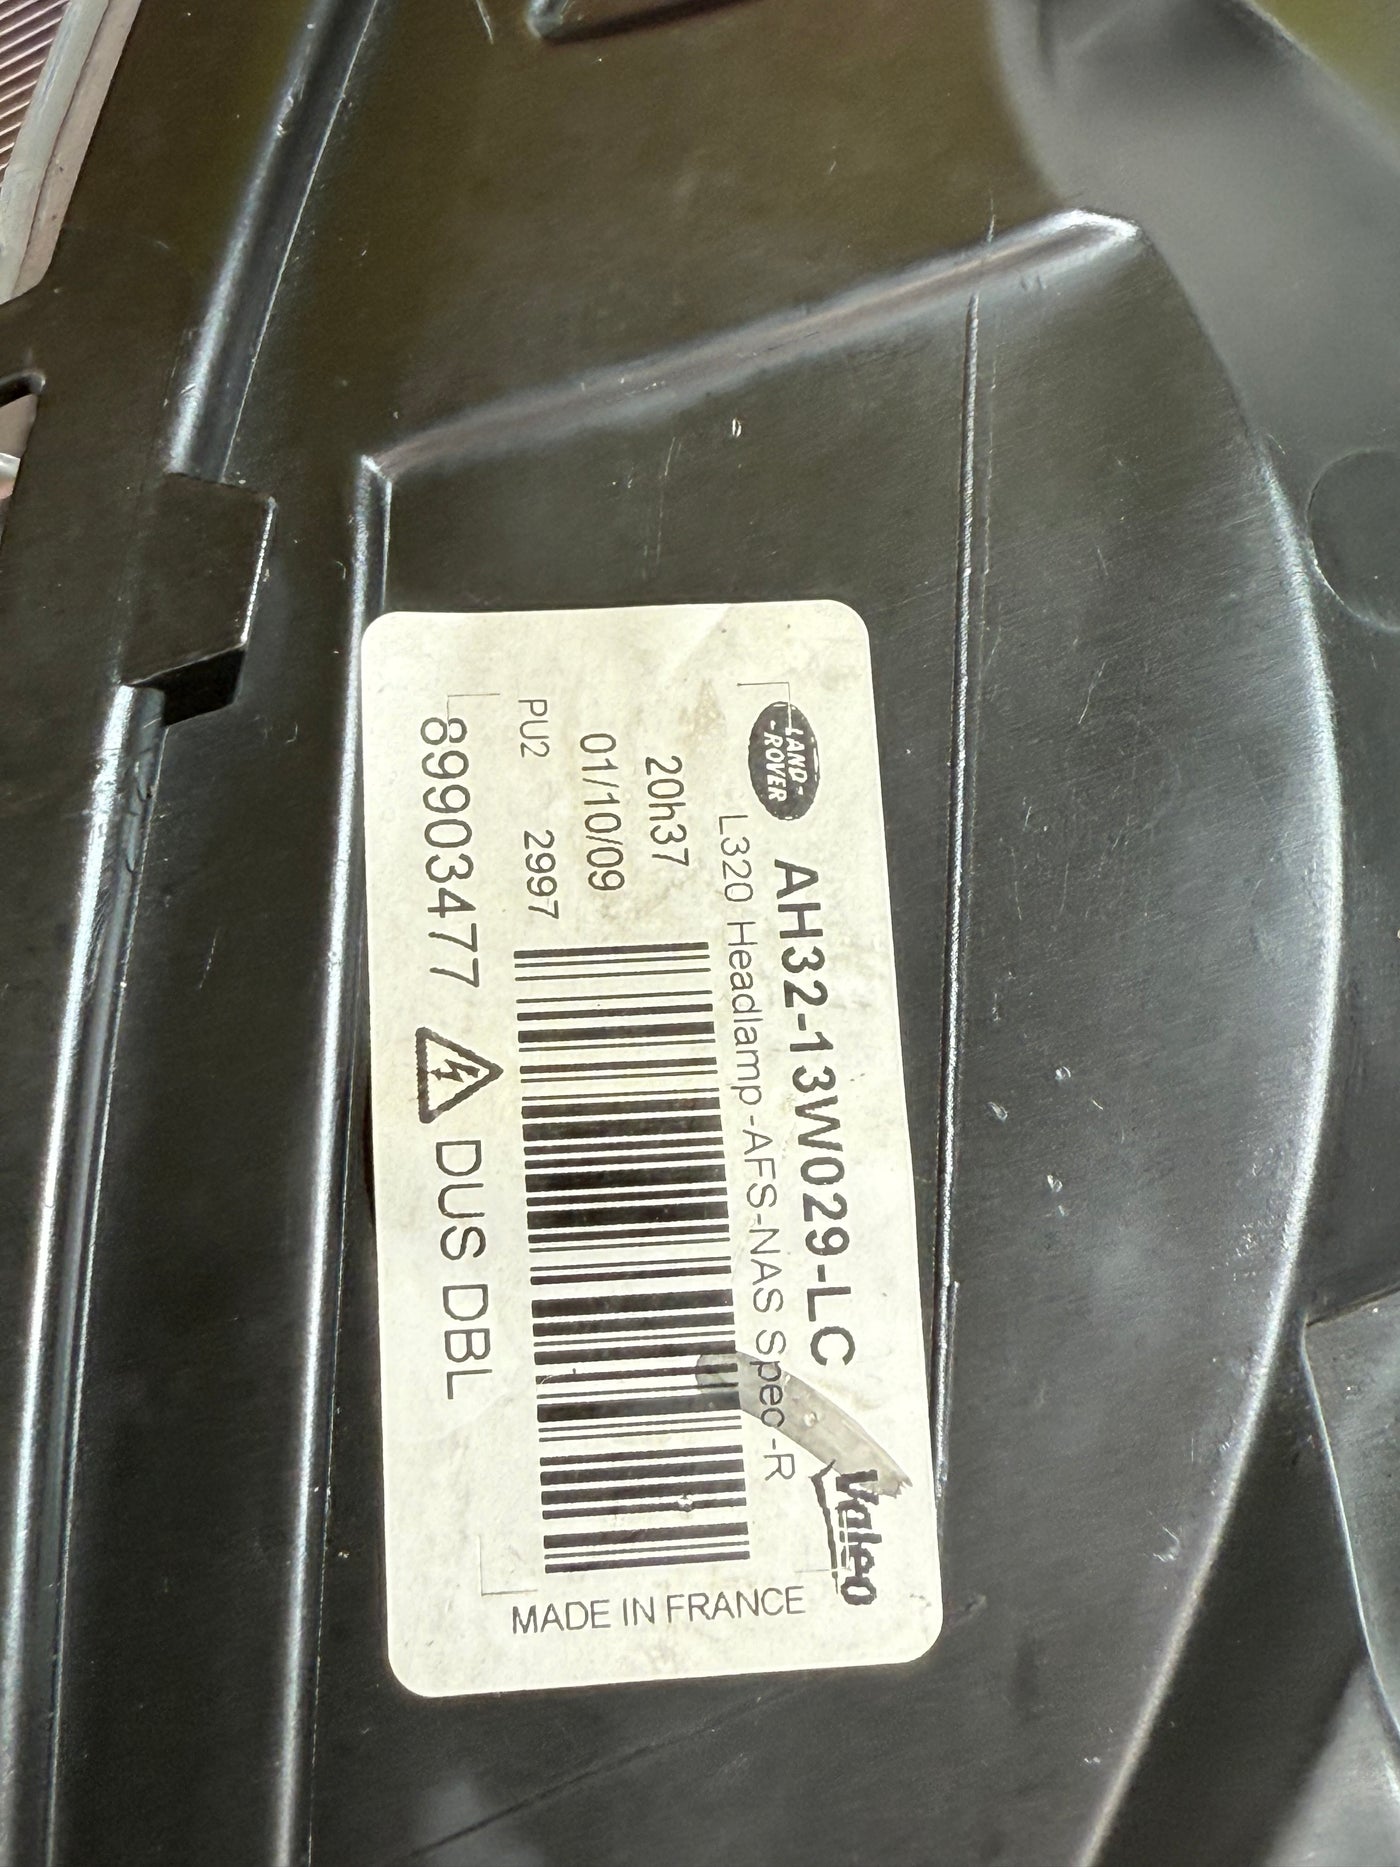 LAND-
-ROVER
AH32-13W029-LC
Valeo
L320 Headlamp-AFS-NAS Spec-R
20h37
01/10/09
PU2 2997
89903477 DUS DBL
MADE IN FRANCE